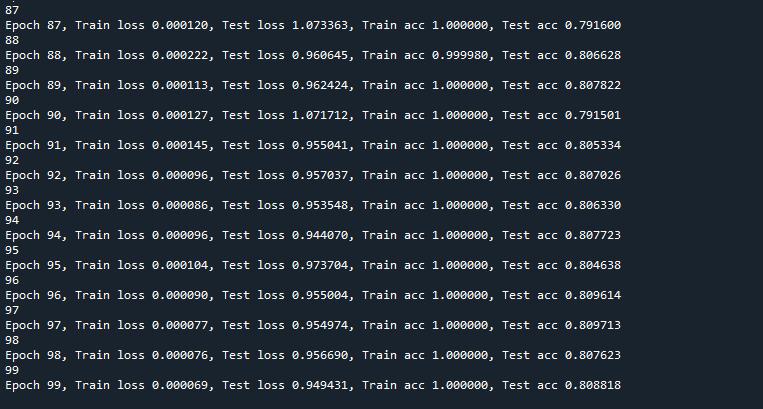 87
Epoch 87, Train loss 0.000120, Test loss 1.073363, Train acc 1.000000, Test acc 0.791600
88
Epoch 88, Train loss 0.000222, Test loss 0.960645, Train acc 0.999980, Test acc 0.806628
89
Epoch 89, Train loss 0.000113, Test loss 0.962424, Train acc 1.000000, Test acc 0.807822
90
Epoch 90, Train loss 0.000127, Test loss 1.071712, Train acc 1.000000, Test acc 0.791501
91
Epoch 91, Train loss 0.000145, Test loss 0.955041, Train acc 1.000000, Test acc 0.805334
92
Epoch 92, Train loss 0.000096, Test loss 0.957037, Train acc 1.000000, Test acc 0.807026
93
Epoch 93, Train loss 0.000086, Test loss 0.953548, Train acc 1.000000, Test acc 0.806330
94
Epoch 94, Train loss 0.000096, Test loss 0.944070, Train acc 1.000000, Test acc 0.807723
95
Epoch 95, Train loss 0.000104, Test loss 0.973704, Train acc 1.000000, Test acc 0.804638
96
Epoch 96, Train loss 0.000090, Test loss 0.955004, Train acc 1.000000, Test acc 0.809614
97
Epoch 97, Train loss 0.000077, Test loss 0.954974, Train acc 1.000000, Test acc 0.809713
98
Epoch 98, Train loss 0.000076, Test loss 0.956690, Train acc 1.000000, Test acc 0.807623
99
Epoch 99, Train loss 0.000069, Test loss 0.949431, Train acc 1.000000, Test acc 0.808818